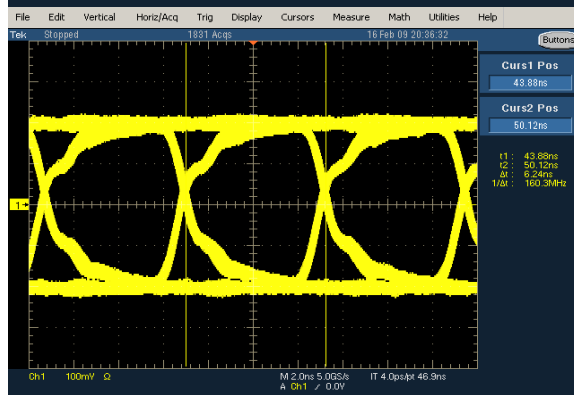 File Edit Vertical Horiz/Acq Trig Display Cursors Measure Math Utilities Help
Tek Stopped 1831 Acqs 16 Feb 09 20:36:32
Buttons
Curs1 Pos
43.88ns
Curs2 Pos
50.12ns
t1 : 43.88ns
t2 : 50.12ns
Δt : 6.24ns
1/Δt : 160.3MHz
1
Ch1 100mV Ω M 2.0ns 5.0GS/s IT 4.0ps/pt 46.9ns
A Ch1 ∕ 0.0V